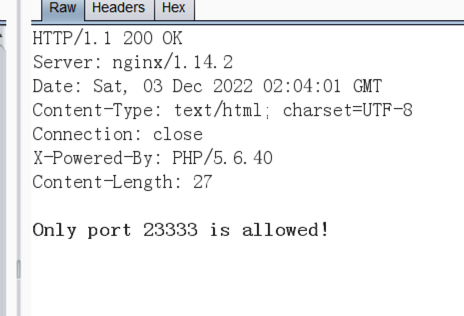 Raw Headers Hex
HTTP/1.1 200 OK
Server: nginx/1.14.2
Date: Sat, 03 Dec 2022 02:04:01 GMT
Content-Type: text/html; charset=UTF-8
Connection: close
X-Powered-By: PHP/5.6.40
Content-Length: 27
Only port 23333 is allowed!